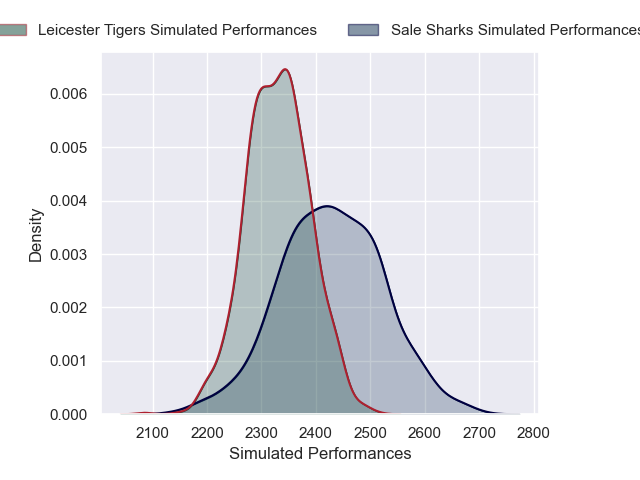 Leicester Tigers Simulated Performances Sale Sharks Simulated Performances
0.006
0.005
0.004
0.003
0.002
0.001
0.000
Density
2100 2200 2300 2400 2500 2600 2700 2800
Simulated Performances